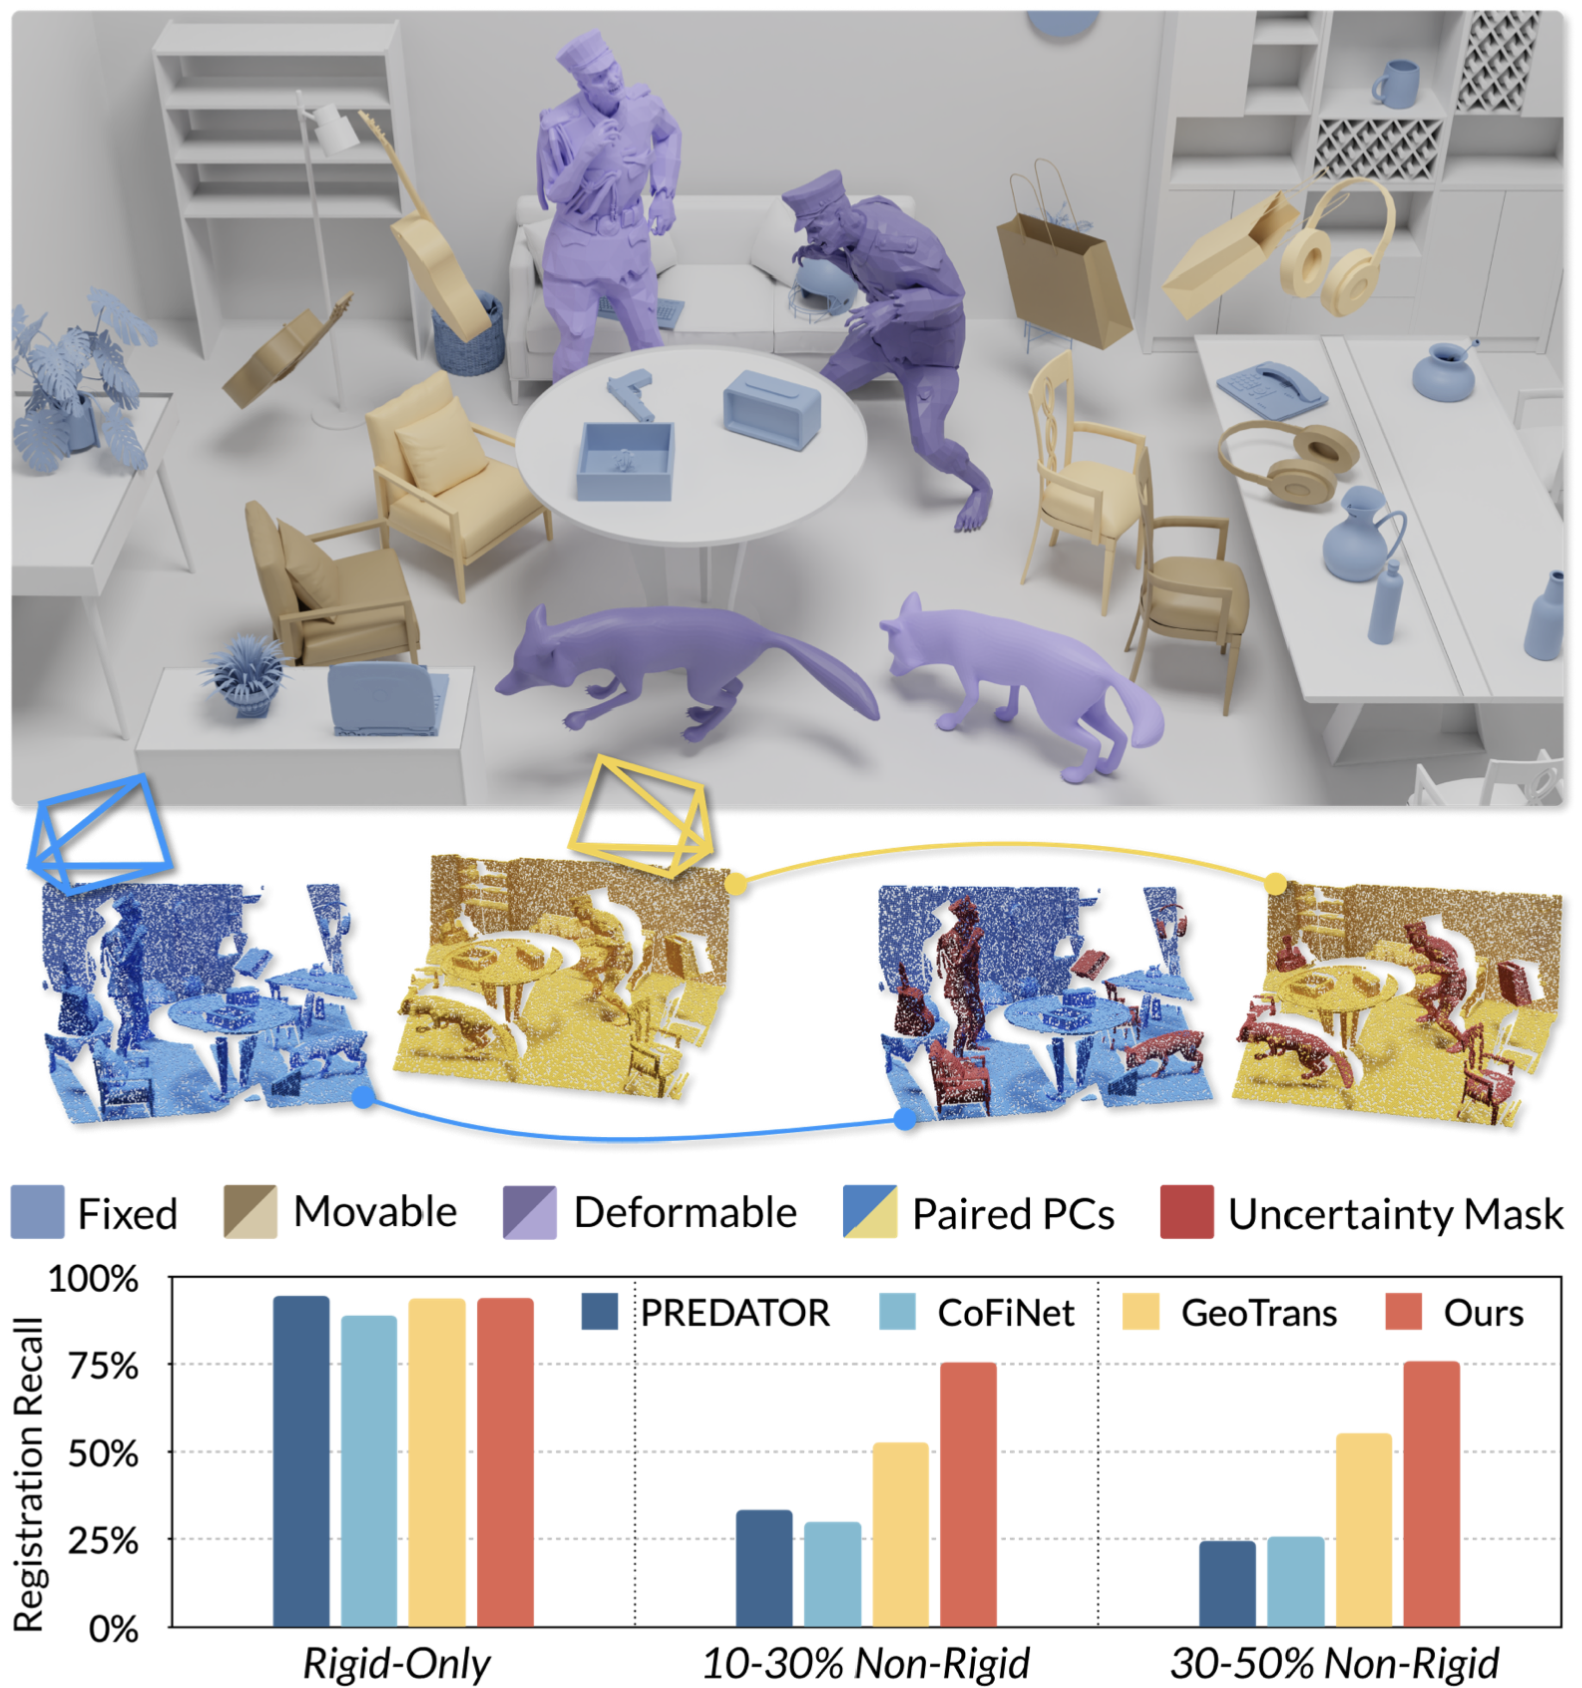 Fixed Movable Deformable Paired PCs Uncertainty Mask
100%
75%
50%
25%
0%
Registration Recall
PREDATOR CoFiNet GeoTrans Ours
Rigid-Only 10-30% Non-Rigid 30-50% Non-Rigid